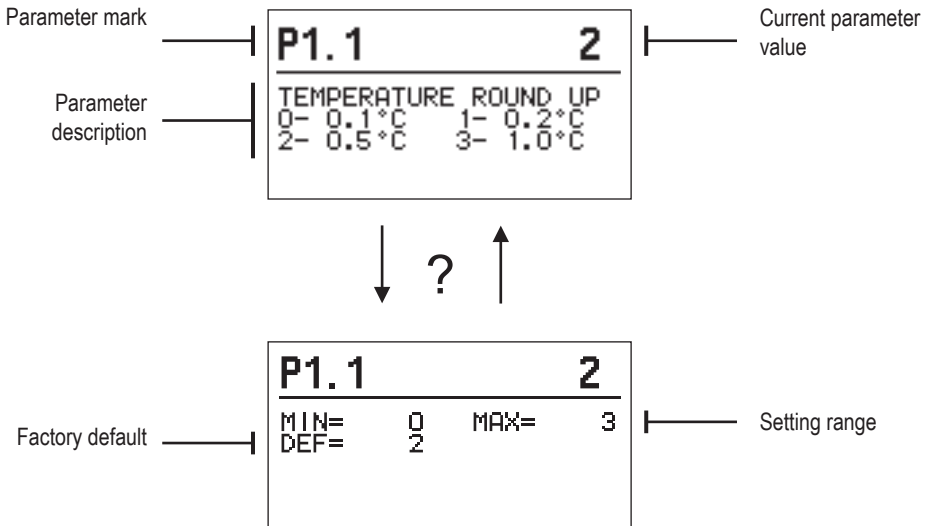 Parameter mark
P1.1 2
Current parameter
value
Parameter
description
TEMPERATURE ROUND UP
0- 0.1°C 1- 0.2°C
2- 0.5°C 3- 1.0°C
?
P1.1 2
Factory default
MIN= 0 MAX= 3
DEF= 2
Setting range